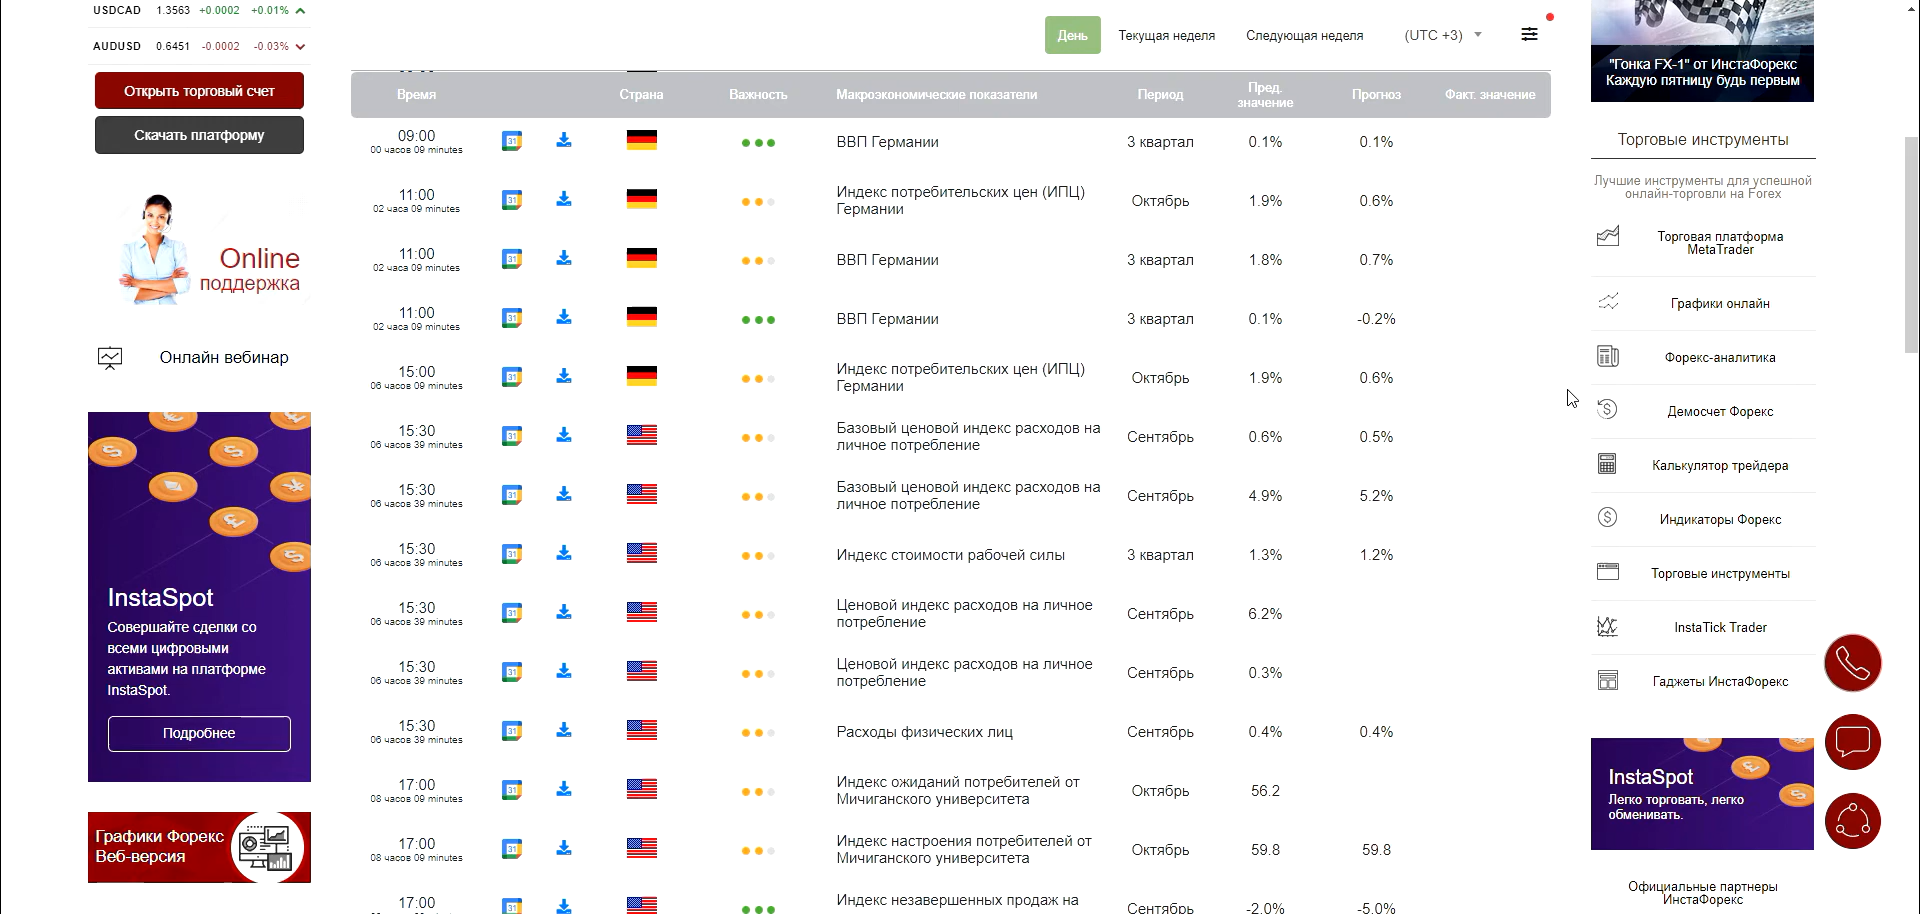 USDCAD 1.3563 +0.0002 +0.01%
AUDUSD 0.6451 -0.0002 -0.03%
Открыть торговый счет
Скачать платформу
Online
поддержка
Онлайн вебинар
InstaSpot
Совершайте сделки со
всеми цифровыми
активами на платформе
InstaSpot.
Подробнее
Графики Форекс
Веб-версия
День Текущая неделя Следующая неделя (UTC +3)
Время Страна Важность Макроэкономические показатели Период Пред. значение Прогноз Факт. значение
09:00 ВВП Германии 3 квартал 0.1% 0.1%
00 часов 09 minutes
11:00 Индекс потребительских цен (ИПЦ) Германии Октябрь 1.9% 0.6%
02 часа 09 minutes
11:00 ВВП Германии 3 квартал 1.8% 0.7%
02 часа 09 minutes
11:00 ВВП Германии 3 квартал 0.1% -0.2%
02 часа 09 minutes
15:00 Индекс потребительских цен (ИПЦ) Германии Октябрь 1.9% 0.6%
06 часов 09 minutes
15:30 Базовый ценовой индекс расходов на личное потребление Сентябрь 0.6% 0.5%
06 часов 39 minutes
15:30 Базовый ценовой индекс расходов на личное потребление Сентябрь 4.9% 5.2%
06 часов 39 minutes
15:30 Индекс стоимости рабочей силы 3 квартал 1.3% 1.2%
06 часов 39 minutes
15:30 Ценовой индекс расходов на личное потребление Сентябрь 6.2%
06 часов 39 minutes
15:30 Ценовой индекс расходов на личное потребление Сентябрь 0.3%
06 часов 39 minutes
15:30 Расходы физических лиц Сентябрь 0.4% 0.4%
06 часов 39 minutes
17:00 Индекс ожиданий потребителей от Мичиганского университета Октябрь 56.2
08 часов 09 minutes
17:00 Индекс настроения потребителей от Мичиганского университета Октябрь 59.8 59.8
08 часов 09 minutes
17:00 Индекс незавершенных продаж на Сентябрь -2.0% -5.0%
"Гонка FX-1" от ИнстаФорекс
Каждую пятницу будь первым
Торговые инструменты
Лучшие инструменты для успешной
онлайн-торговли на Forex
Торговая платформа
MetaTrader
Графики онлайн
Форекс-аналитика
Демосчет Форекс
Калькулятор трейдера
Индикаторы Форекс
Торговые инструменты
InstaTick Trader
Гаджеты ИнстаФорекс
InstaSpot
Легко торговать, легко
обменивать.
Официальные партнеры
ИнстаФорекс